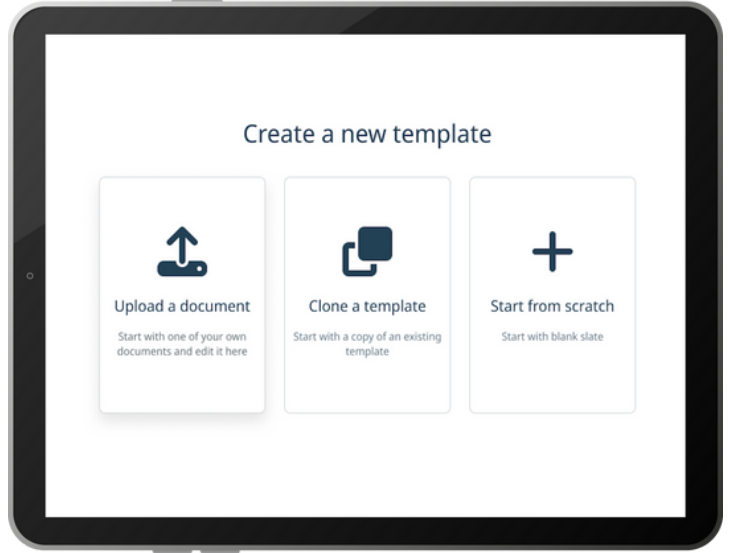 Create a new template
Upload a document
Start with one of your own
documents and edit it here
Clone a template
Start with a copy of an existing
template
Start from scratch
Start with blank slate